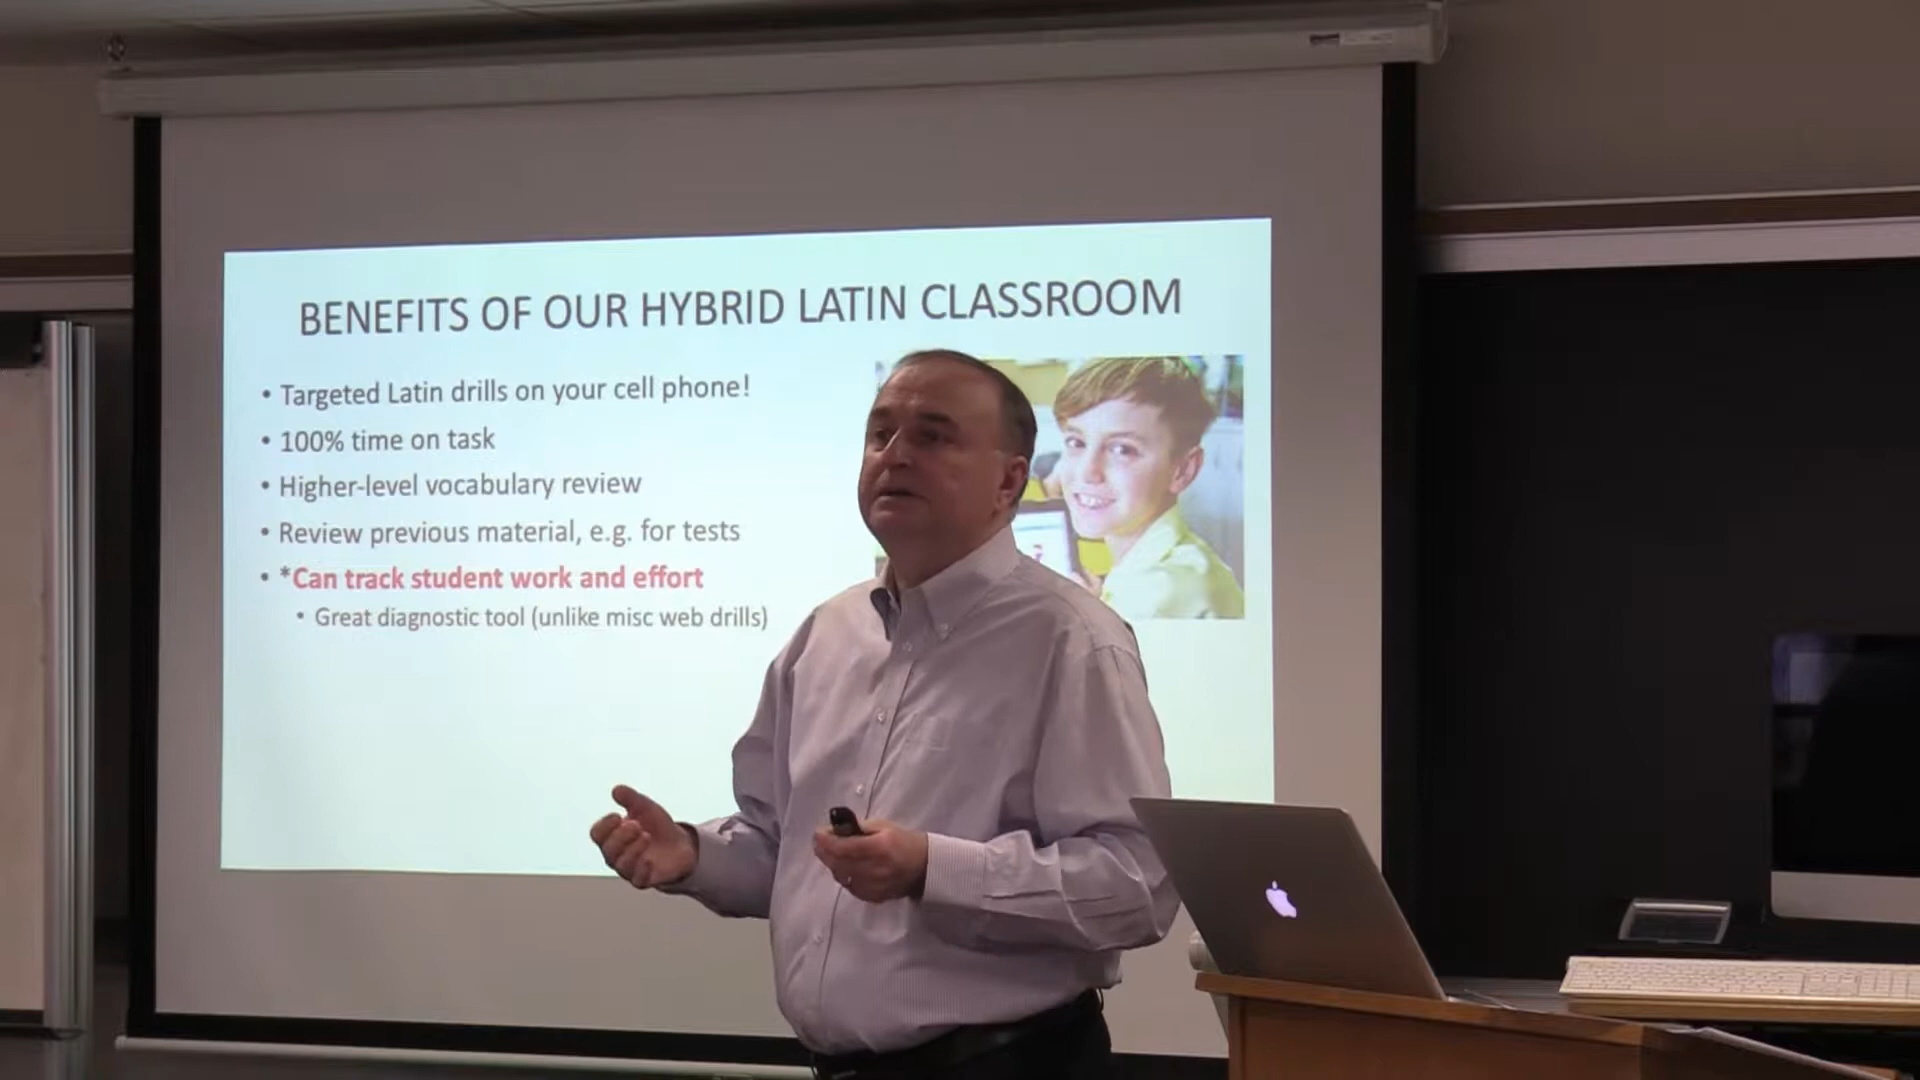 BENEFITS OF OUR HYBRID LATIN CLASSROOM
• Targeted Latin drills on your cell phone!
• 100% time on task
• Higher-level vocabulary review
• Review previous material, e.g. for tests
• *Can track student work and effort
• Great diagnostic tool (unlike misc web drills)